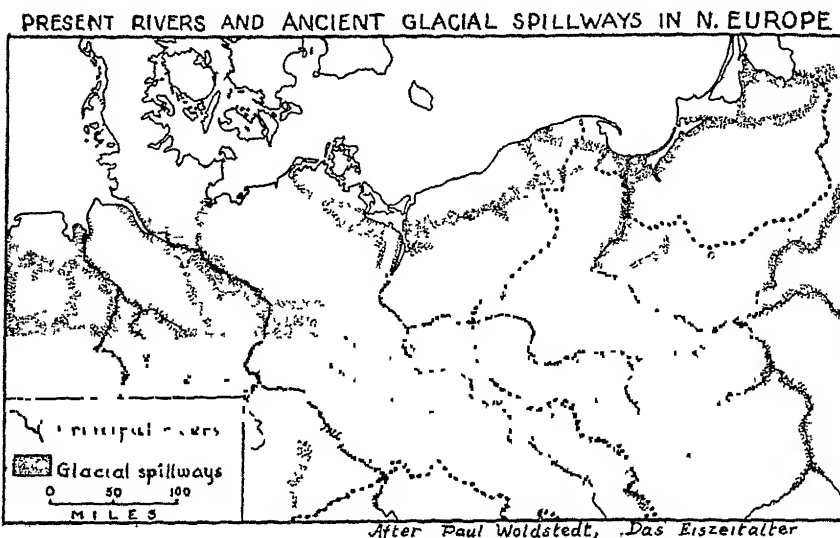 PRESENT RIVERS AND ANCIENT GLACIAL SPILLWAYS IN N. EUROPE
Glacial spillways
0 50 100
MILES
After Paul Woldstedt, Das Eiszeitalter